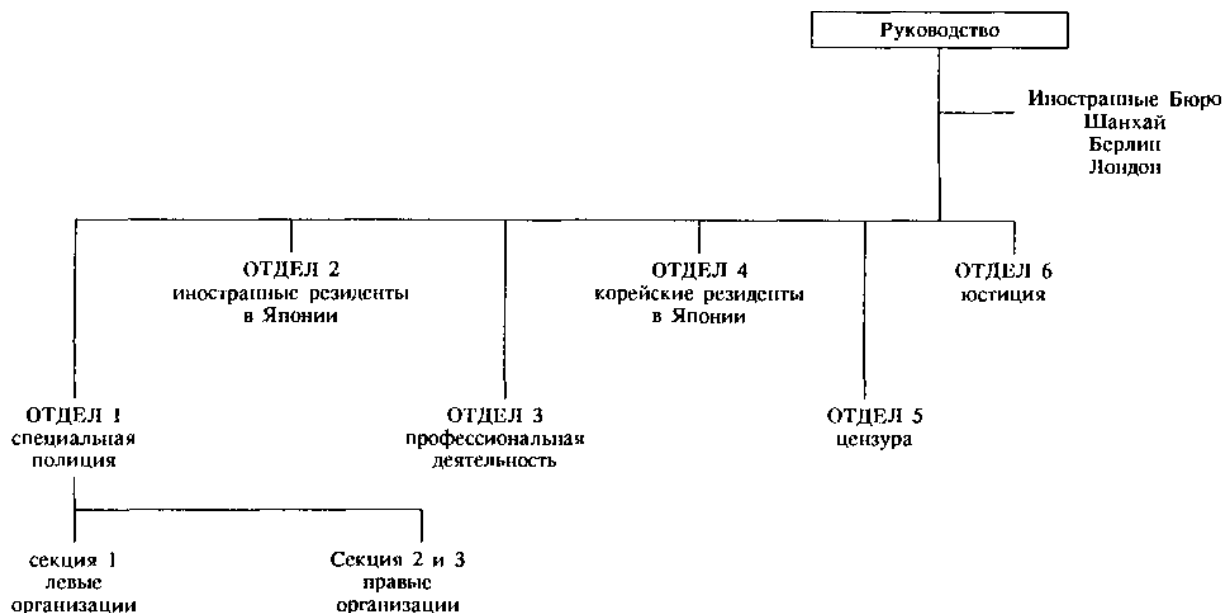 Руководство
Иностранные Бюро
Шанхай
Берлин
Лондон
ОТДЕЛ 2
иностранные резиденты
в Японии
ОТДЕЛ 4
корейские резиденты
в Японии
ОТДЕЛ 6
юстиция
ОТДЕЛ 1
специальная
полиция
ОТДЕЛ 3
профессиональная
деятельность
ОТДЕЛ 5
цензура
секция 1
левые
организации
Секция 2 и 3
правые
организации